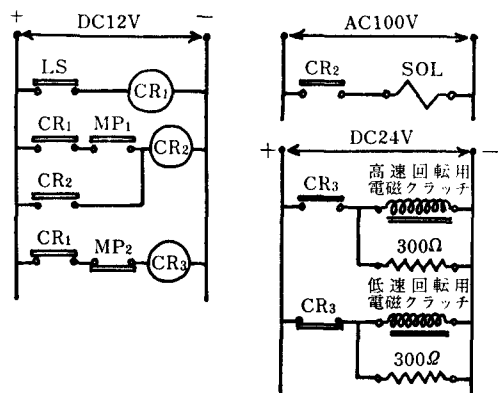 + DC12V −
LS
CR₁
CR₁ MP₁
CR₂
CR₂
CR₁ MP₂
CR₃
AC100V
CR₂ SOL
+ DC24V −
高速回転用
電磁クラッチ
CR₃
300Ω
低速回転用
電磁クラッチ
CR₃
300Ω